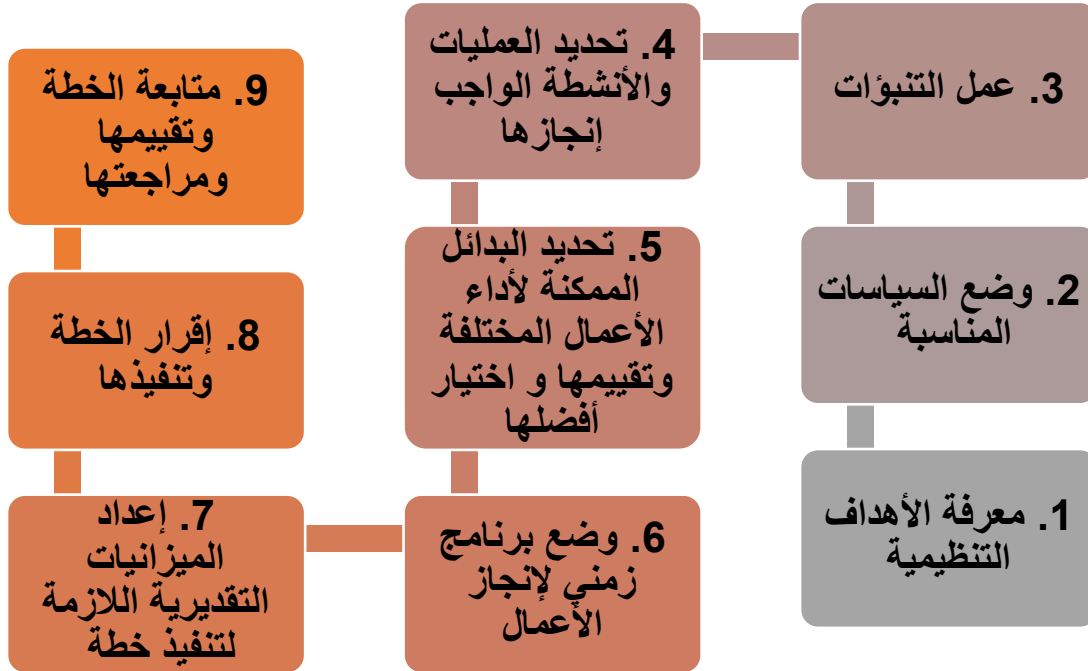 1. معرفة الأهداف
التنظيمية
2. وضع السياسات
المناسبة
3. عمل التنبؤات
4. تحديد العمليات
والأنشطة الواجب
إنجازها
5. تحديد البدائل
الممكنة لأداء
الأعمال المختلفة
وتقييمها و اختيار
أفضلها
6. وضع برنامج
زمني لإنجاز
الأعمال
7. إعداد
الميزانيات
التقديرية اللازمة
لتنفيذ خطة
8. إقرار الخطة
وتنفيذها
9. متابعة الخطة
وتقييمها
ومراجعتها